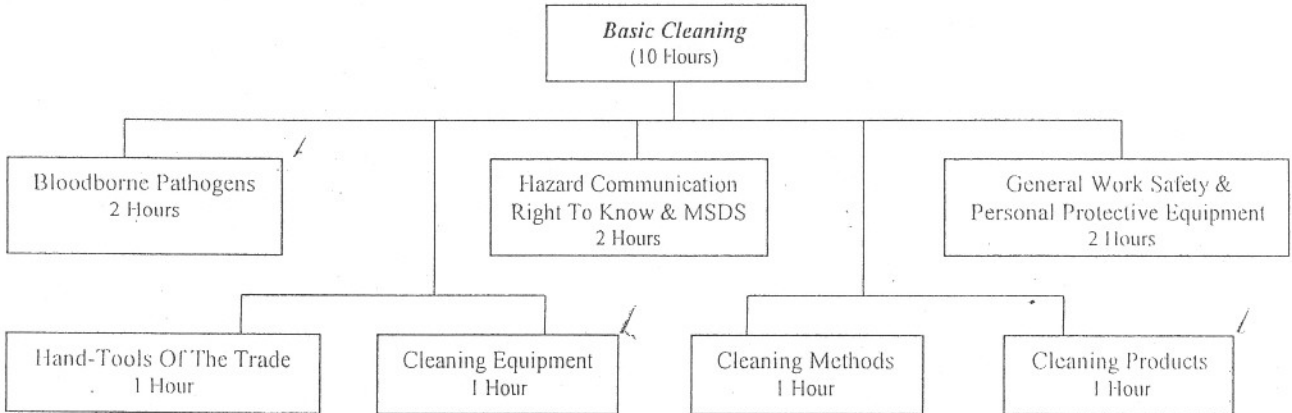 Basic Cleaning
(10 Hours)
Bloodborne Pathogens
2 Hours
Hazard Communication
Right To Know & MSDS
2 Hours
General Work Safety &
Personal Protective Equipment
2 Hours
Hand-Tools Of The Trade
1 Hour
Cleaning Equipment
1 Hour
Cleaning Methods
1 Hour
Cleaning Products
1 Hour